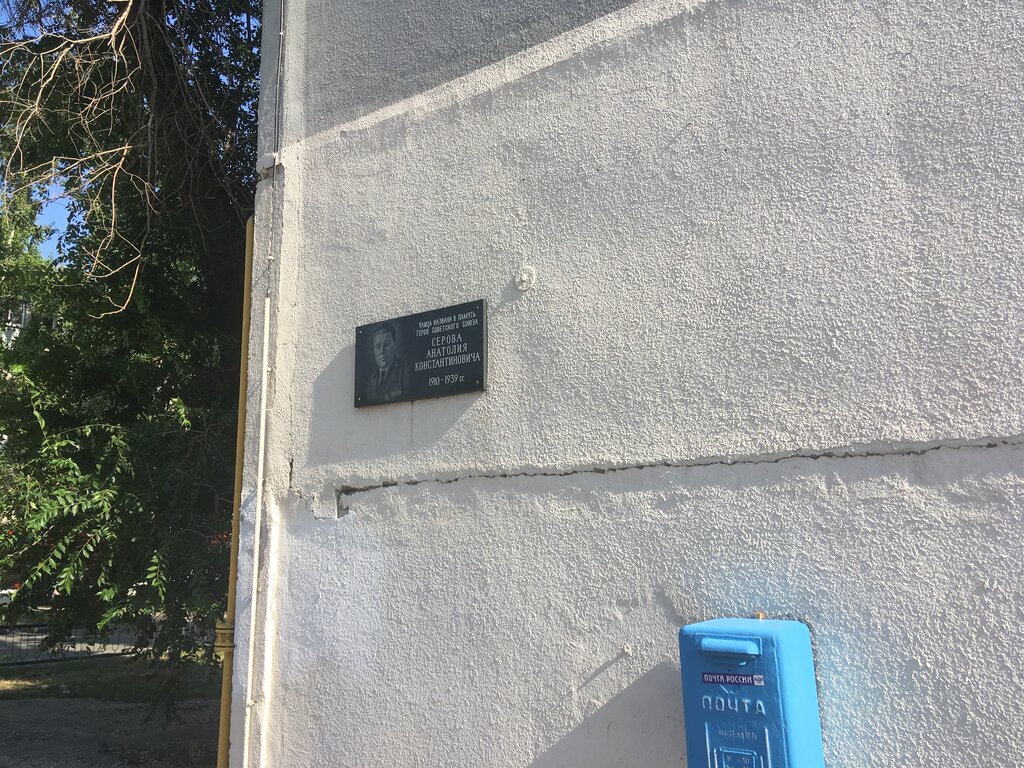 УЛИЦА НАЗВАНА В ПАМЯТЬ
ГЕРОЯ СОВЕТСКОГО СОЮЗА
СЕРОВА
АНАТОЛИЯ
КОНСТАНТИНОВИЧА
1910-1939 гг.
ПОЧТА РОССИИ
ПОЧТА